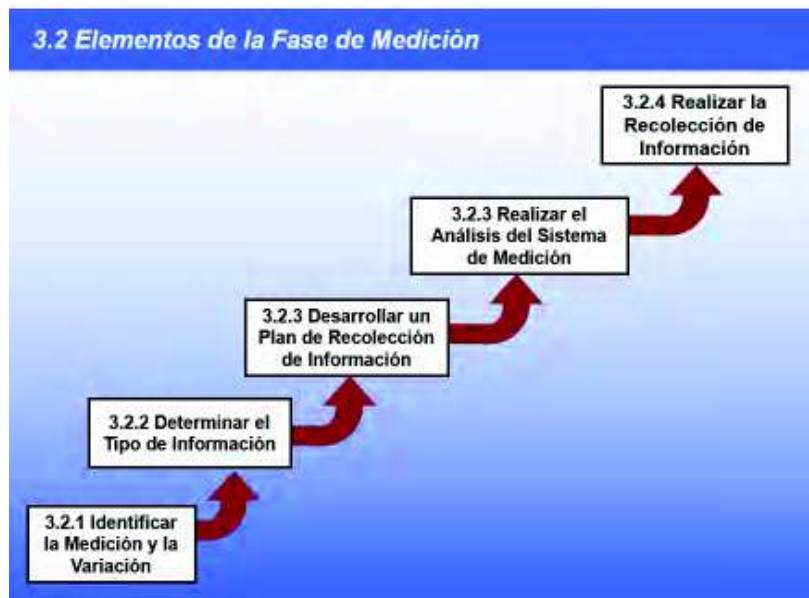 3.2 Elementos de la Fase de Medición
3.2.4 Realizar la
Recolección de
Información
3.2.3 Realizar el
Análisis del Sistema
de Medición
3.2.3 Desarrollar un
Plan de Recolección
de Información
3.2.2 Determinar el
Tipo de Información
3.2.1 Identificar
la Medición y la
Variación